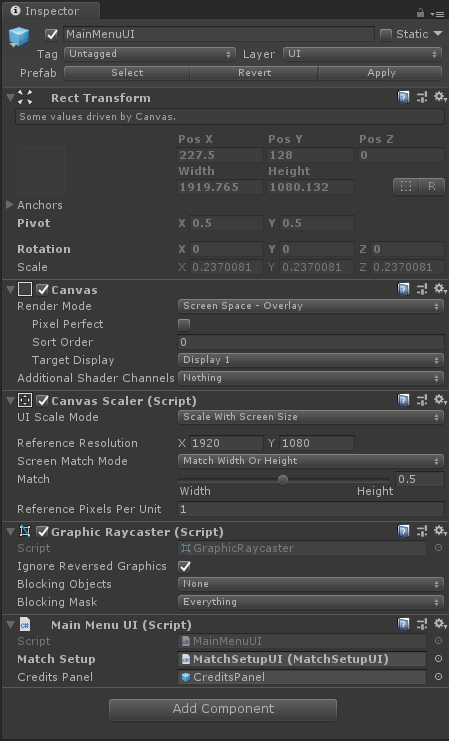 Inspector
MainMenuUI Static
Tag Untagged Layer UI
Prefab Select Revert Apply
Rect Transform
Some values driven by Canvas.
Pos X Pos Y Pos Z
227.5 128 0
Width Height
1919.765 1080.132
R
Anchors
Pivot X 0.5 Y 0.5
Rotation X 0 Y 0 Z 0
Scale X 0.2370081 Y 0.2370081 Z 0.2370081
Canvas
Render Mode Screen Space - Overlay
Pixel Perfect
Sort Order 0
Target Display Display 1
Additional Shader Channels Nothing
Canvas Scaler (Script)
UI Scale Mode Scale With Screen Size
Reference Resolution X 1920 Y 1080
Screen Match Mode Match Width Or Height
Match 0.5
Width Height
Reference Pixels Per Unit 1
Graphic Raycaster (Script)
Script GraphicRaycaster
Ignore Reversed Graphics
Blocking Objects None
Blocking Mask Everything
Main Menu UI (Script)
Script MainMenuUI
Match Setup MatchSetupUI (MatchSetupUI)
Credits Panel CreditsPanel
Add Component